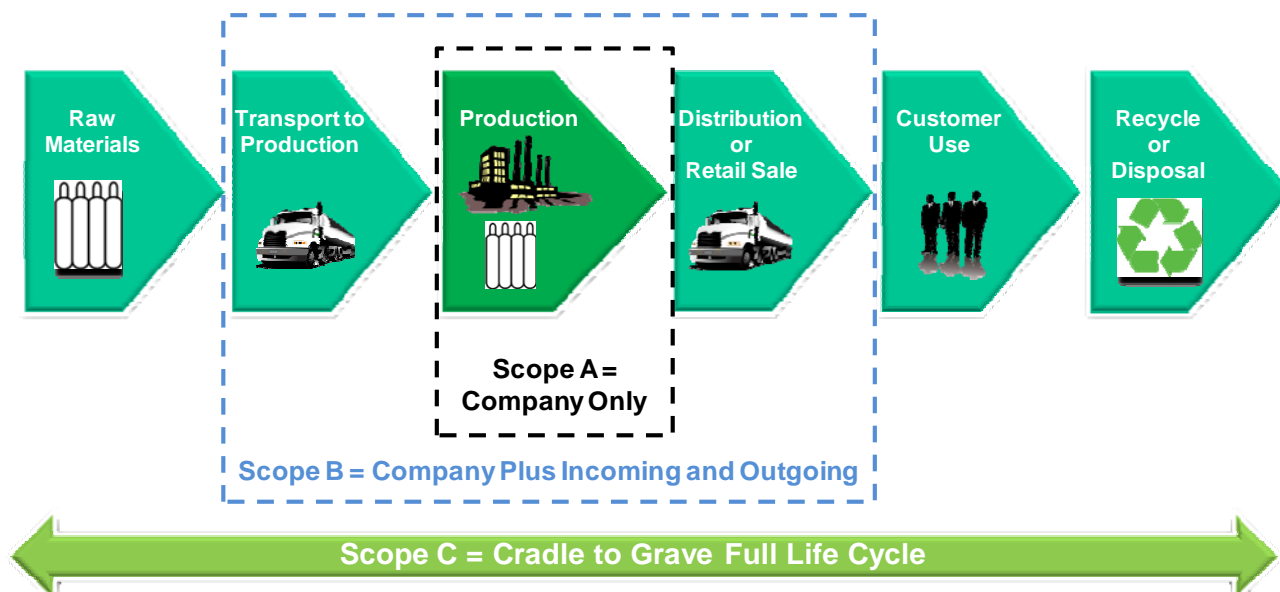 Raw
Materials
Transport to
Production
Production
Distribution
or
Retail Sale
Customer
Use
Recycle
or
Disposal
Scope A =
Company Only
Scope B = Company Plus Incoming and Outgoing
Scope C = Cradle to Grave Full Life Cycle